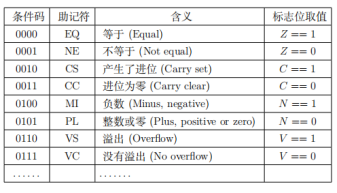 条件码 助记符 含义 标志位取值
0000 EQ 等于 (Equal) Z == 1
0001 NE 不等于 (Not equal) Z == 0
0010 CS 产生了进位 (Carry set) C == 1
0011 CC 进位为零 (Carry clear) C == 0
0100 MI 负数 (Minus, negative) N == 1
0101 PL 整数或零 (Plus, positive or zero) N == 0
0110 VS 溢出 (Overflow) V == 1
0111 VC 没有溢出 (No overflow) V == 0
...... .......